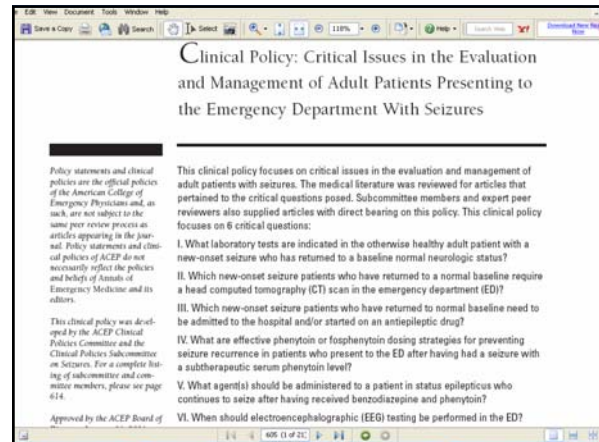 Edit View Document Tools Window Help
Save a Copy Search Select 118% Help Search Web Y! Download New Now
Clinical Policy: Critical Issues in the Evaluation
and Management of Adult Patients Presenting to
the Emergency Department With Seizures
Policy statements and clinical
policies are the official policies
of the American College of
Emergency Physicians and, as
such, are not subject to the
same peer review process as
articles appearing in the jour-
nal. Policy statements and clini-
cal policies of ACEP do not
necessarily reflect the policies
and beliefs of Annals of
Emergency Medicine and its
editors.
This clinical policy was devel-
oped by the ACEP Clinical
Policies Committee and the
Clinical Policies Subcommittee
on Seizures. For a complete list-
ing of subcommittee and com-
mittee members, please see page
614.
Approved by the ACEP Board of
This clinical policy focuses on critical issues in the evaluation and management of
adult patients with seizures. The medical literature was reviewed for articles that
pertained to the critical questions posed. Subcommittee members and expert peer
reviewers also supplied articles with direct bearing on this policy. This clinical policy
focuses on 6 critical questions:
I. What laboratory tests are indicated in the otherwise healthy adult patient with a
new-onset seizure who has returned to a baseline normal neurologic status?
II. Which new-onset seizure patients who have returned to a normal baseline require
a head computed tomography (CT) scan in the emergency department (ED)?
III. Which new-onset seizure patients who have returned to normal baseline need to
be admitted to the hospital and/or started on an antiepileptic drug?
IV. What are effective phenytoin or fosphenytoin dosing strategies for preventing
seizure recurrence in patients who present to the ED after having had a seizure with
a subtherapeutic serum phenytoin level?
V. What agent(s) should be administered to a patient in status epilepticus who
continues to seize after having received benzodiazepine and phenytoin?
VI. When should electroencephalographic (EEG) testing be performed in the ED?
605 (1 of 21)